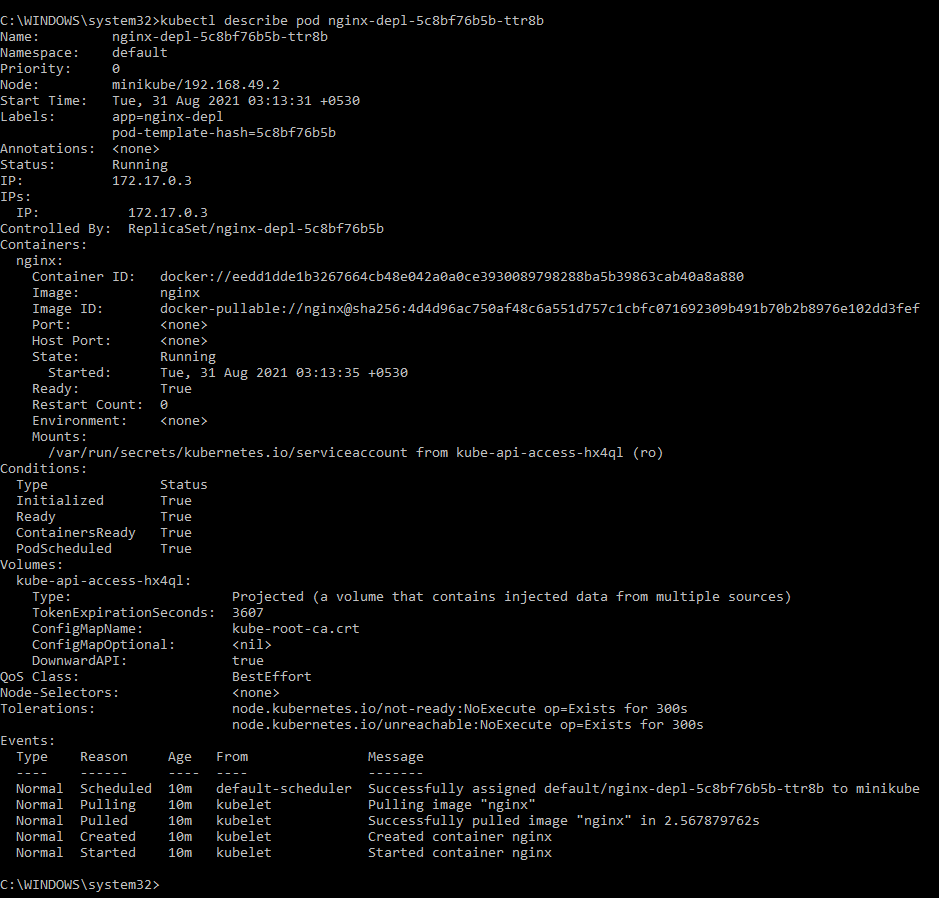 C:\WINDOWS\system32>kubectl describe pod nginx-depl-5c8bf76b5b-ttr8b
Name:         nginx-depl-5c8bf76b5b-ttr8b
Namespace:    default
Priority:     0
Node:         minikube/192.168.49.2
Start Time:   Tue, 31 Aug 2021 03:13:31 +0530
Labels:       app=nginx-depl
              pod-template-hash=5c8bf76b5b
Annotations:  <none>
Status:       Running
IP:           172.17.0.3
IPs:
  IP:           172.17.0.3
Controlled By:  ReplicaSet/nginx-depl-5c8bf76b5b
Containers:
  nginx:
    Container ID:   docker://eedd1dde1b3267664cb48e042a0a0ce3930089798288ba5b39863cab40a8a880
    Image:          nginx
    Image ID:       docker-pullable://nginx@sha256:4d4d96ac750af48c6a551d757c1cbfc071692309b491b70b2b8976e102dd3fef
    Port:           <none>
    Host Port:      <none>
    State:          Running
      Started:      Tue, 31 Aug 2021 03:13:35 +0530
    Ready:          True
    Restart Count:  0
    Environment:    <none>
    Mounts:
      /var/run/secrets/kubernetes.io/serviceaccount from kube-api-access-hx4ql (ro)
Conditions:
  Type              Status
  Initialized       True
  Ready             True
  ContainersReady   True
  PodScheduled      True
Volumes:
  kube-api-access-hx4ql:
    Type:                    Projected (a volume that contains injected data from multiple sources)
    TokenExpirationSeconds:  3607
    ConfigMapName:           kube-root-ca.crt
    ConfigMapOptional:       <nil>
    DownwardAPI:             true
QoS Class:                   BestEffort
Node-Selectors:              <none>
Tolerations:                 node.kubernetes.io/not-ready:NoExecute op=Exists for 300s
                             node.kubernetes.io/unreachable:NoExecute op=Exists for 300s
Events:
  Type    Reason     Age   From               Message
  ----    ------     ----  ----               -------
  Normal  Scheduled  10m   default-scheduler  Successfully assigned default/nginx-depl-5c8bf76b5b-ttr8b to minikube
  Normal  Pulling    10m   kubelet            Pulling image "nginx"
  Normal  Pulled     10m   kubelet            Successfully pulled image "nginx" in 2.567879762s
  Normal  Created    10m   kubelet            Created container nginx
  Normal  Started    10m   kubelet            Started container nginx
C:\WINDOWS\system32>